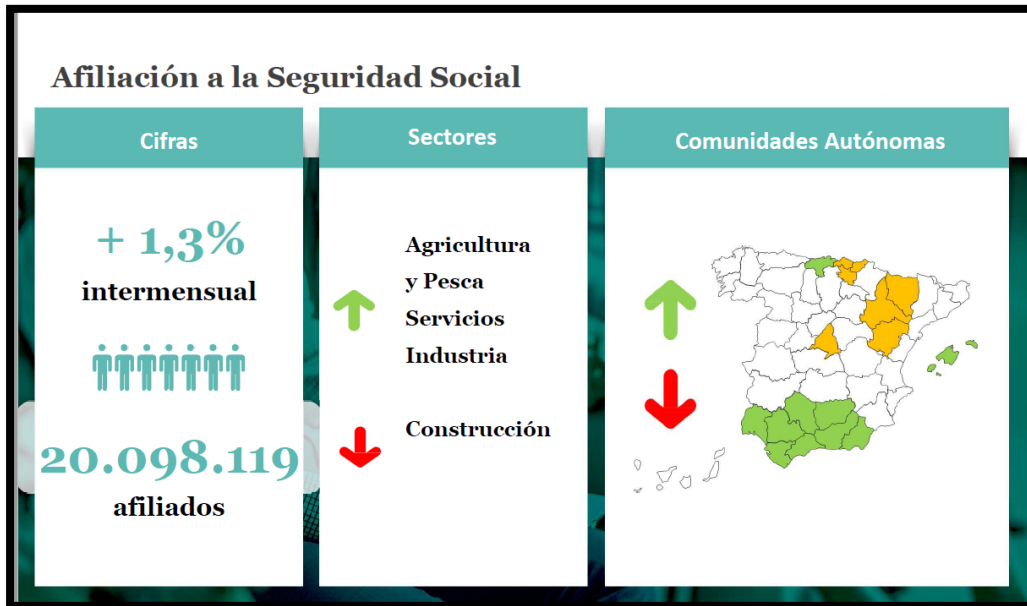 Afiliación a la Seguridad Social
Cifras
+ 1,3%
intermensual
20.098.119
afiliados
Sectores
Agricultura
y Pesca
Servicios
Industria
Construcción
Comunidades Autónomas